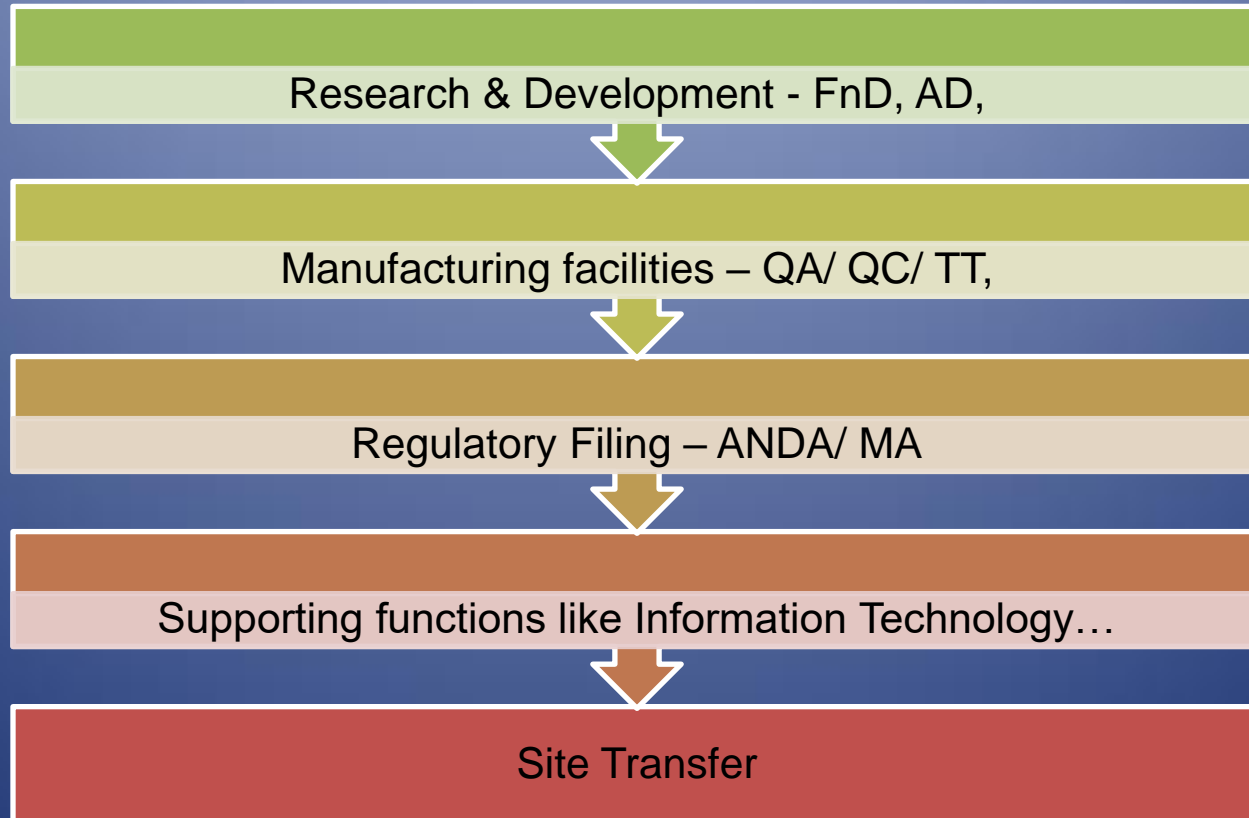 Research & Development - FnD, AD,
Manufacturing facilities – QA/ QC/ TT,
Regulatory Filing – ANDA/ MA
Supporting functions like Information Technology…
Site Transfer